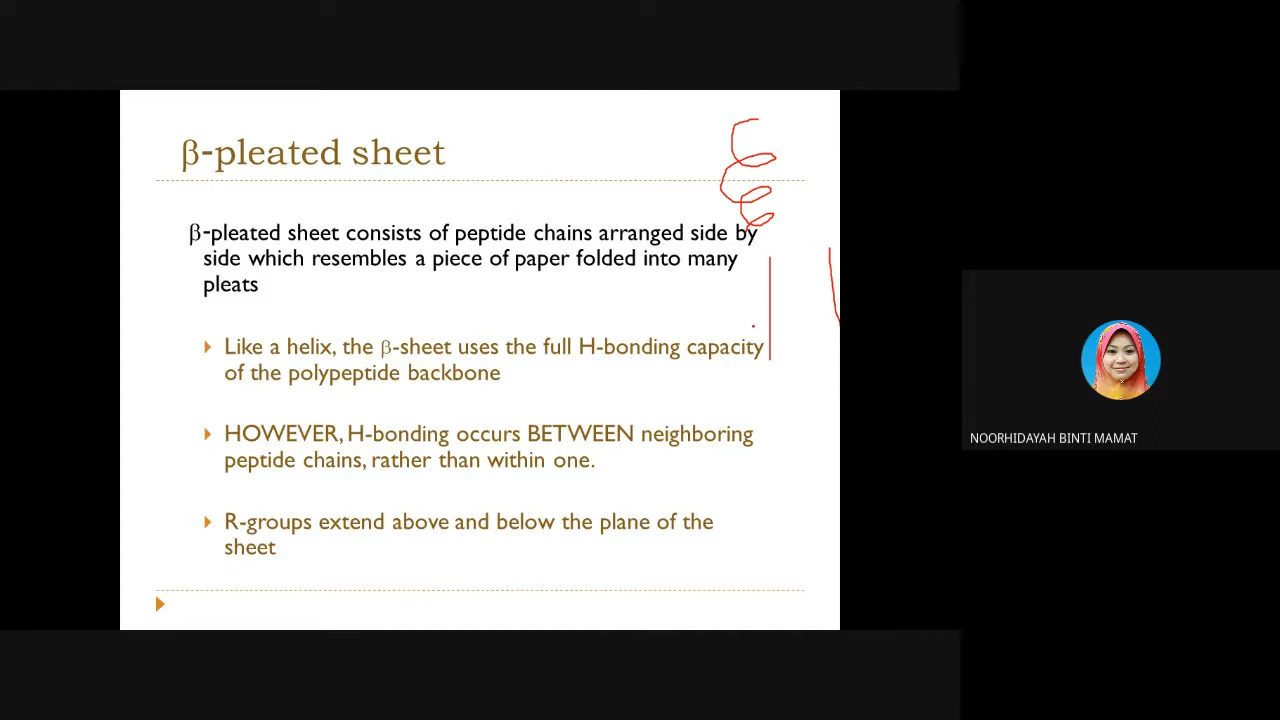 β-pleated sheet
β-pleated sheet consists of peptide chains arranged side by
side which resembles a piece of paper folded into many
pleats
Like a helix, the β-sheet uses the full H-bonding capacity
of the polypeptide backbone
HOWEVER, H-bonding occurs BETWEEN neighboring
peptide chains, rather than within one.
R-groups extend above and below the plane of the
sheet
NOORHIDAYAH BINTI MAMAT